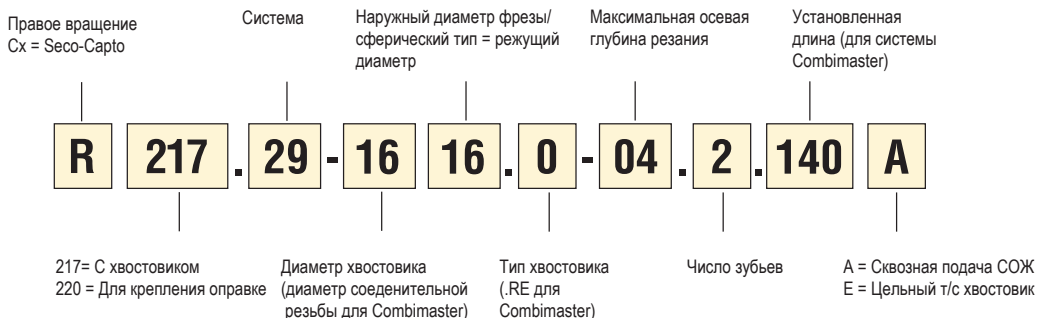 Правое вращение
Cx = Seco-Capto
Система
Наружный диаметр фрезы/
сферический тип = режущий
диаметр
Максимальная осевая
глубина резания
Установленная
длина (для системы
Combimaster)
R 217.29-16 16.0-04.2.140 A
217= С хвостовиком
220 = Для крепления оправке
Диаметр хвостовика
(диаметр соеденительной
резьбы для Combimaster)
Тип хвостовика
(.RE для
Combimaster)
Число зубьев
A = Сквозная подача СОЖ
E = Цельный т/с хвостовик